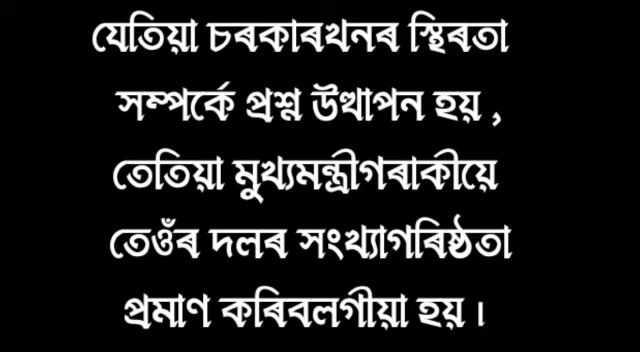 যেতিয়া চৰকাৰখনৰ স্থিৰতা
সম্পৰ্কে প্ৰশ্ন উত্থাপন হয় ,
তেতিয়া মুখ্যমন্ত্ৰীগৰাকীয়ে
তেওঁৰ দলৰ সংখ্যাগৰিষ্ঠতা
প্ৰমাণ কৰিবলগীয়া হয় ।